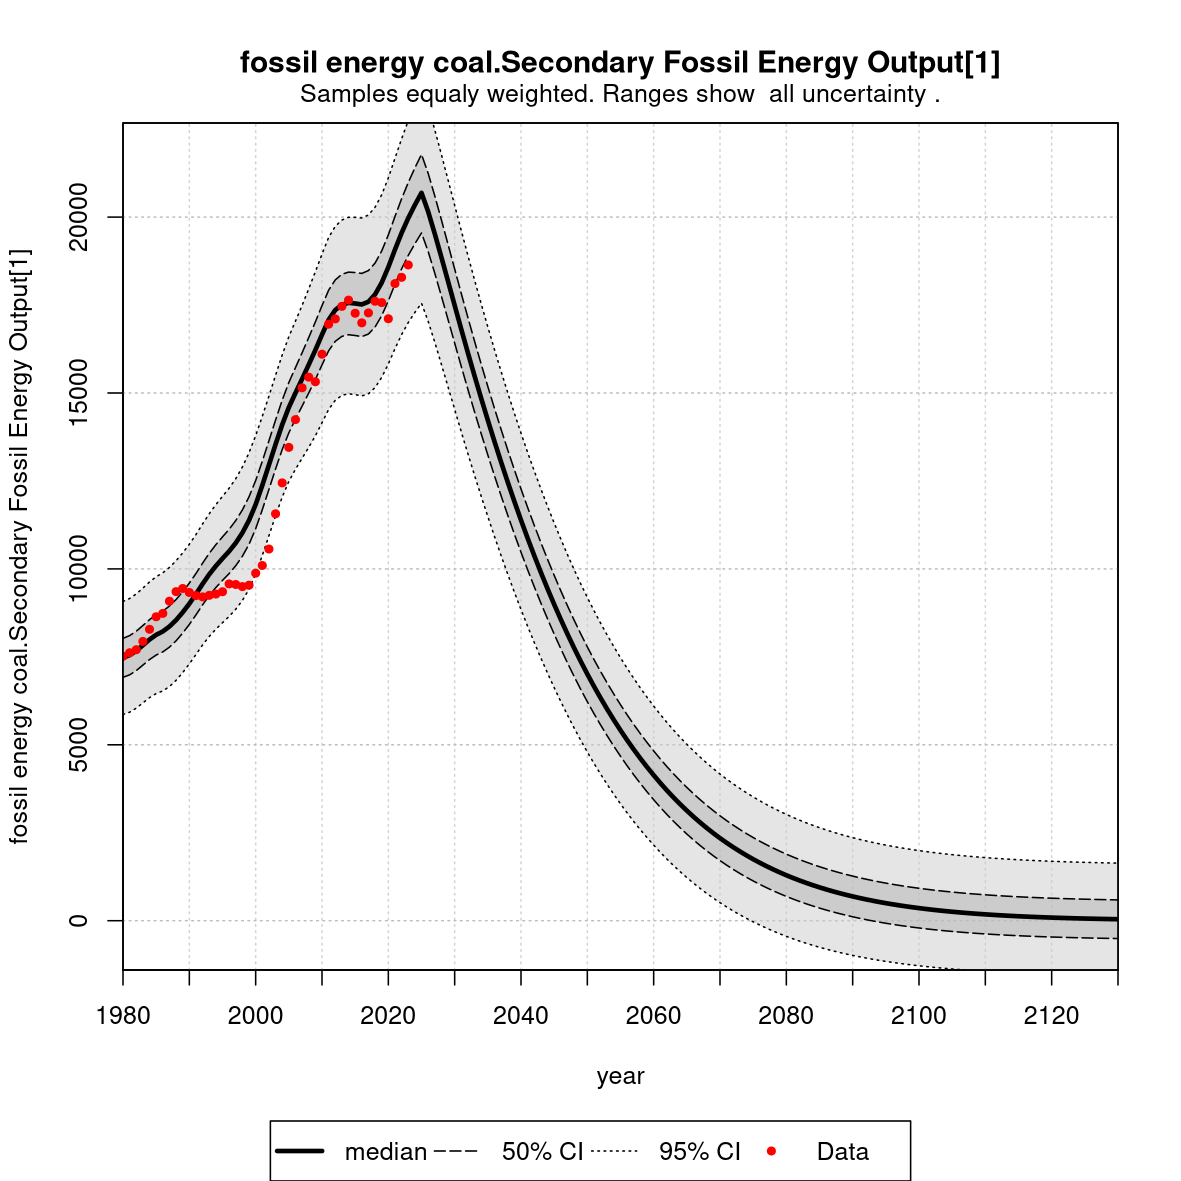 fossil energy coal.Secondary Fossil Energy Output[1]
Samples equaly weighted. Ranges show  all uncertainty .
fossil energy coal.Secondary Fossil Energy Output[1]
20000
15000
10000
5000
0
1980 2000 2020 2040 2060 2080 2100 2120
year
median 50% CI 95% CI Data